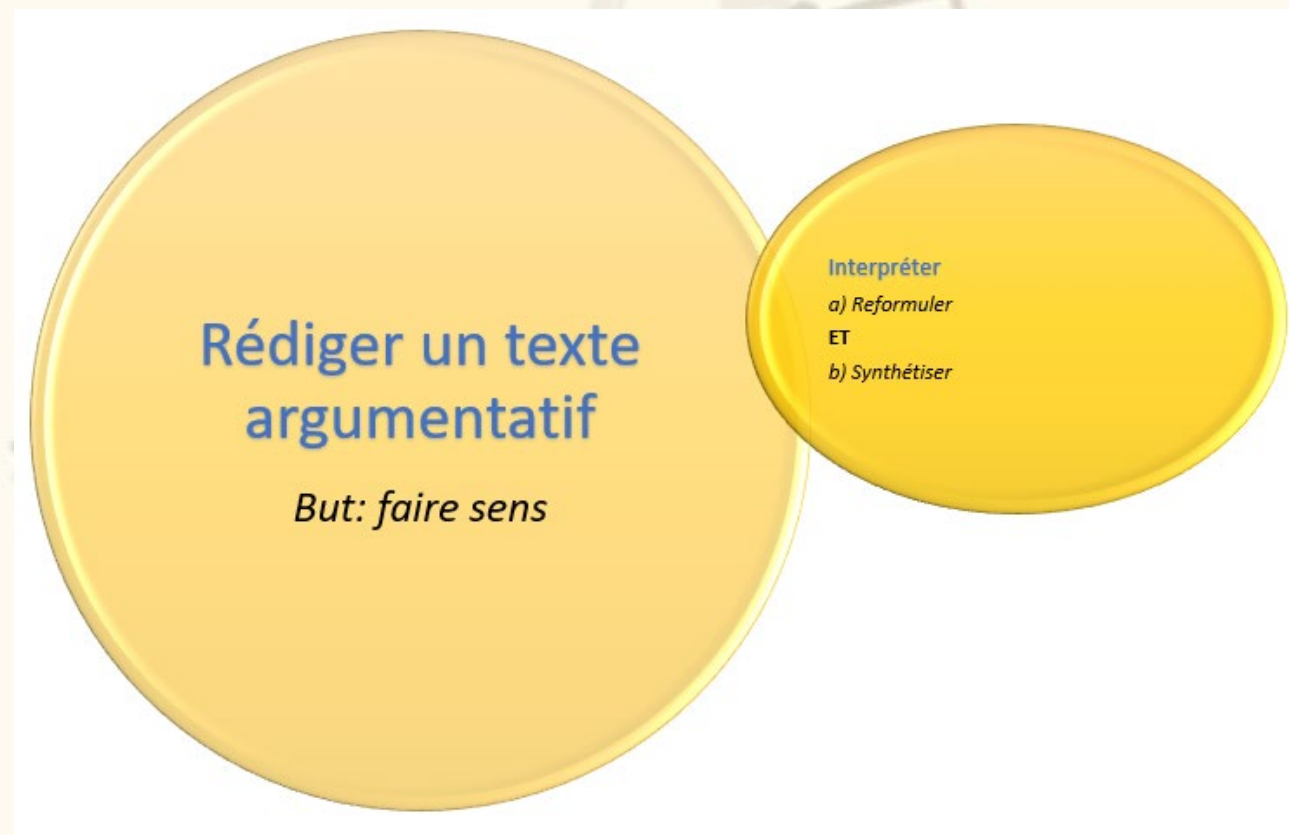 Rédiger un texte
argumentatif
But: faire sens
Interpréter
a) Reformuler
ET
b) Synthétiser